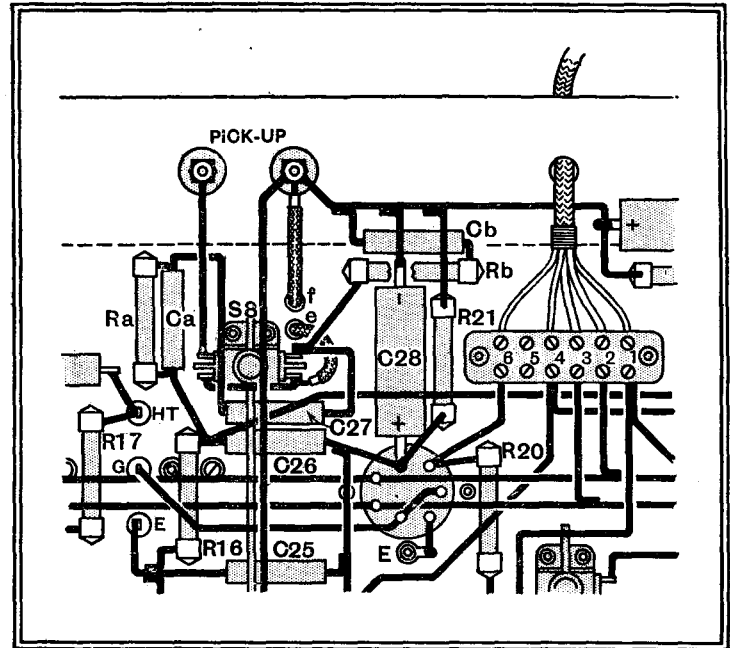 PICK-UP
+
Cb
Rb
f
S8
e
Ra
Ca
R21
6 5 4 3 2 1
C28
-
+
HT
C27
R17
R20
G
C26
E
R16
E
C25